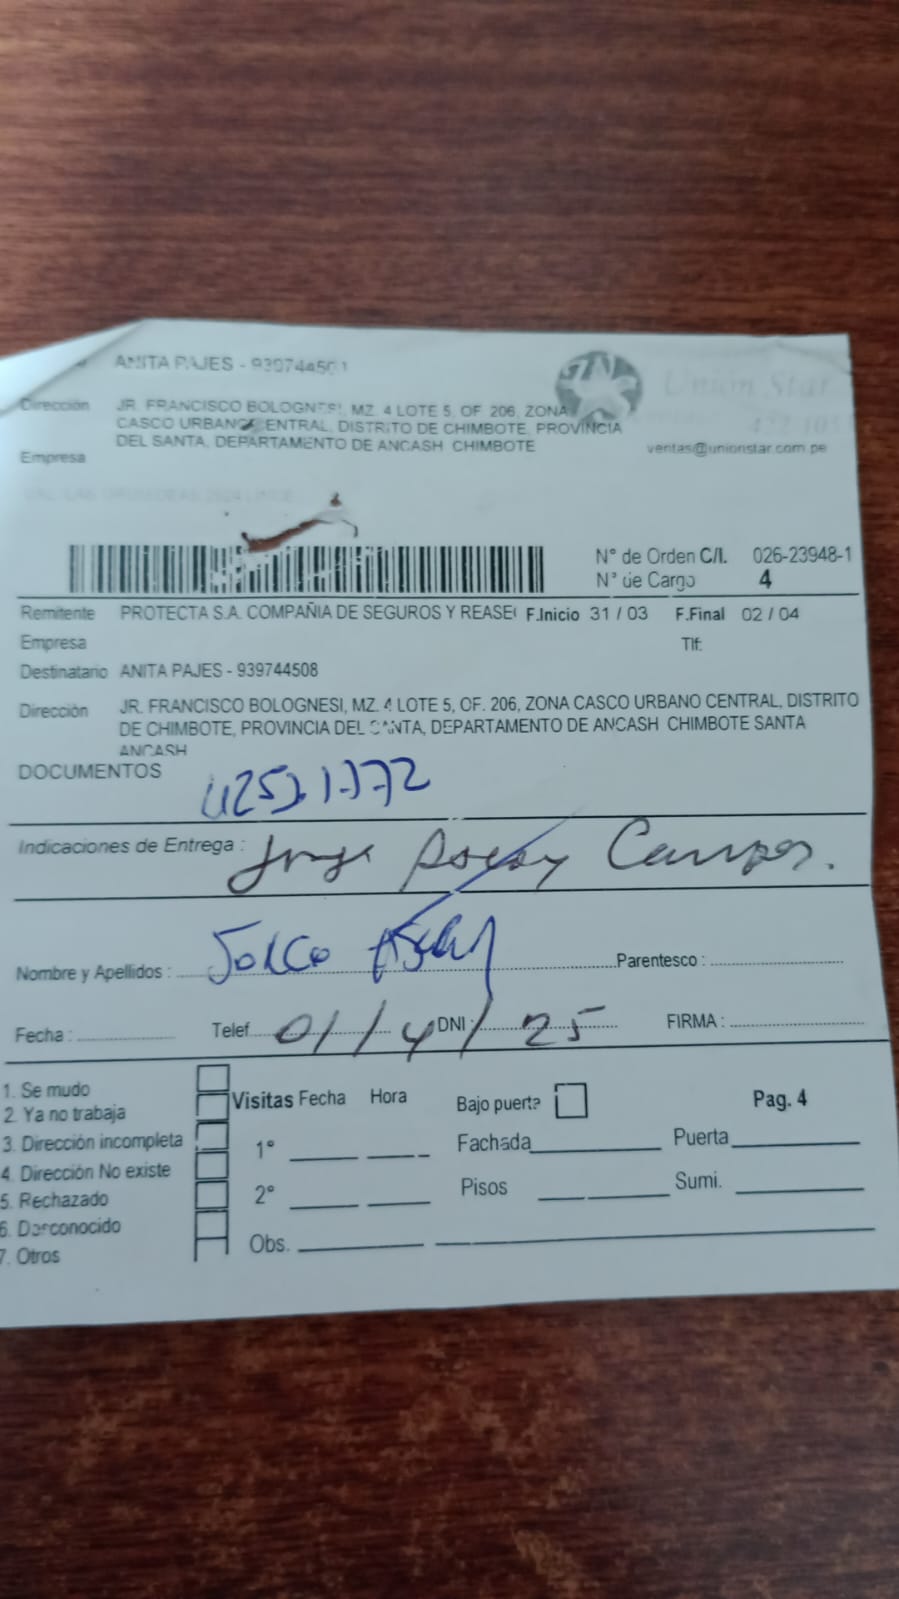 ANITA PAJES - 939744501
Dirección JR. FRANCISCO BOLOGNESI, MZ. 4 LOTE 5, OF. 206, ZONA
CASCO URBANO CENTRAL, DISTRITO DE CHIMBOTE, PROVINCIA
DEL SANTA, DEPARTAMENTO DE ANCASH CHIMBOTE
Empresa
Union Star
ventas@unionstar.com.pe
N° de Orden C/I. 026-23948-1
N° de Cargo 4
Remitente PROTECTA S.A. COMPAÑIA DE SEGUROS Y REASE F.Inicio 31 / 03 F.Final 02 / 04
Empresa Tlf:
Destinatario ANITA PAJES - 939744508
Dirección JR. FRANCISCO BOLOGNESI, MZ. 4 LOTE 5, OF. 206, ZONA CASCO URBANO CENTRAL, DISTRITO
DE CHIMBOTE, PROVINCIA DEL SANTA, DEPARTAMENTO DE ANCASH CHIMBOTE SANTA
ANCASH
DOCUMENTOS
Indicaciones de Entrega : Jorge Campos.
Nombre y Apellidos : Parentesco :
Fecha : Telef. DNI : FIRMA :
01/4/25
1. Se mudo
2. Ya no trabaja
3. Dirección incompleta
4. Dirección No existe
5. Rechazado
6. Desconocido
7. Otros
Visitas Fecha Hora Bajo puerta Pag. 4
1° Fachada Puerta
2° Pisos Sumi.
Obs.